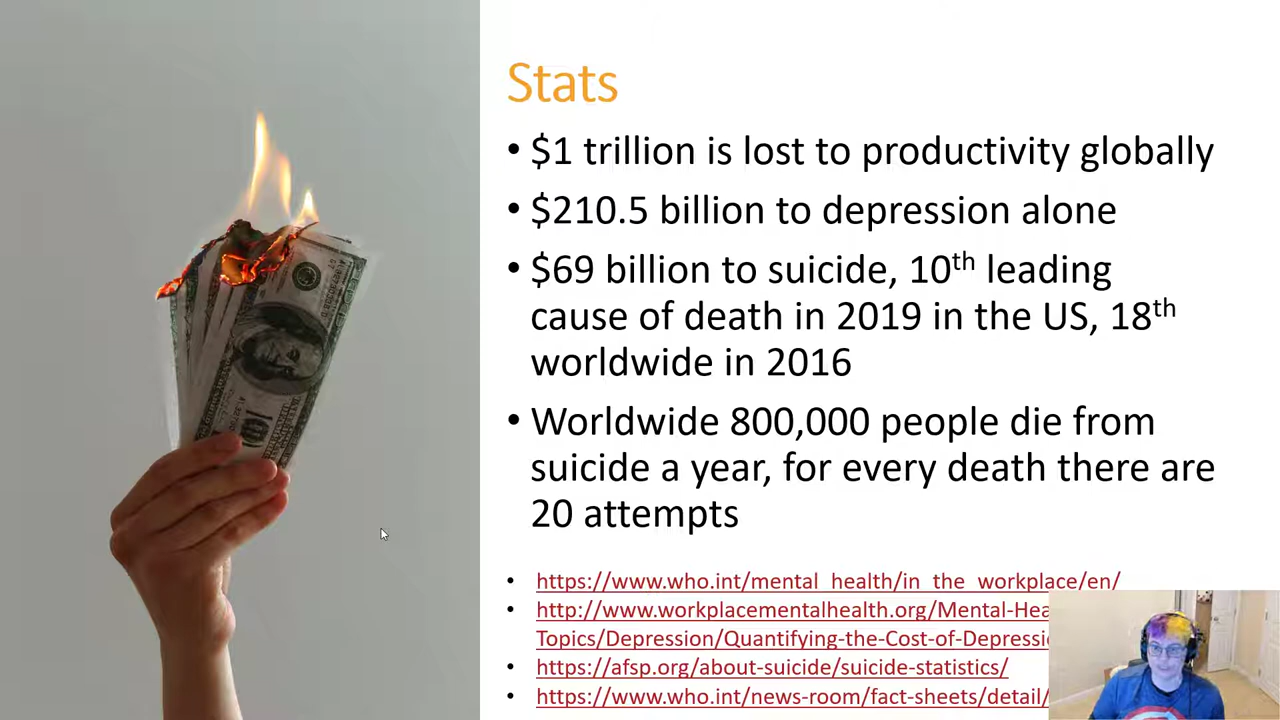 Stats
• $1 trillion is lost to productivity globally
• $210.5 billion to depression alone
• $69 billion to suicide, 10th leading
cause of death in 2019 in the US, 18th
worldwide in 2016
• Worldwide 800,000 people die from
suicide a year, for every death there are
20 attempts
• https://www.who.int/mental_health/in_the_workplace/en/
• http://www.workplacementalhealth.org/Mental-Hea
Topics/Depression/Quantifying-the-Cost-of-Depressi
• https://afsp.org/about-suicide/suicide-statistics/
• https://www.who.int/news-room/fact-sheets/detail/
100